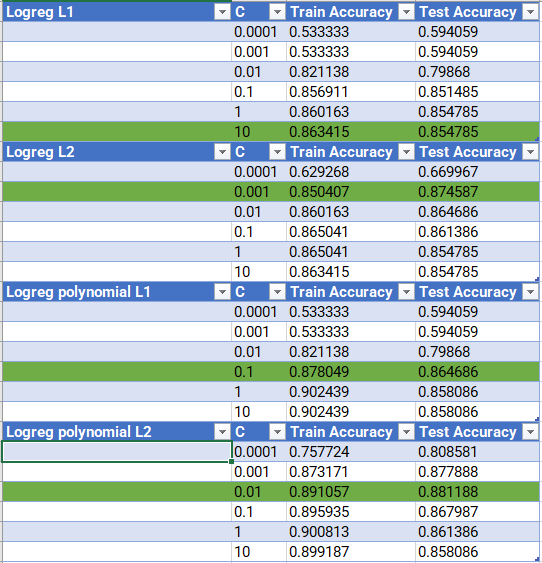 Logreg L1 C Train Accuracy Test Accuracy
0.0001 0.533333 0.594059
0.001 0.533333 0.594059
0.01 0.821138 0.79868
0.1 0.856911 0.851485
1 0.860163 0.854785
10 0.863415 0.854785
Logreg L2 C Train Accuracy Test Accuracy
0.0001 0.629268 0.669967
0.001 0.850407 0.874587
0.01 0.860163 0.864686
0.1 0.865041 0.861386
1 0.865041 0.854785
10 0.863415 0.854785
Logreg polynomial L1 C Train Accuracy Test Accuracy
0.0001 0.533333 0.594059
0.001 0.533333 0.594059
0.01 0.821138 0.79868
0.1 0.878049 0.864686
1 0.902439 0.858086
10 0.902439 0.858086
Logreg polynomial L2 C Train Accuracy Test Accuracy
0.0001 0.757724 0.808581
0.001 0.873171 0.877888
0.01 0.891057 0.881188
0.1 0.895935 0.867987
1 0.900813 0.861386
10 0.899187 0.858086